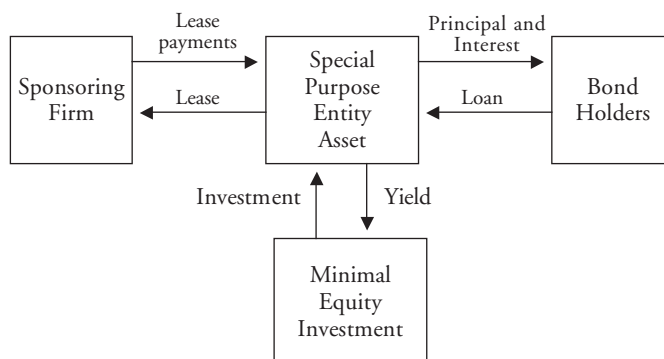 Lease
payments
Principal and
Interest
Sponsoring
Firm
Special
Purpose
Entity
Asset
Bond
Holders
Lease
Loan
Investment
Yield
Minimal
Equity
Investment